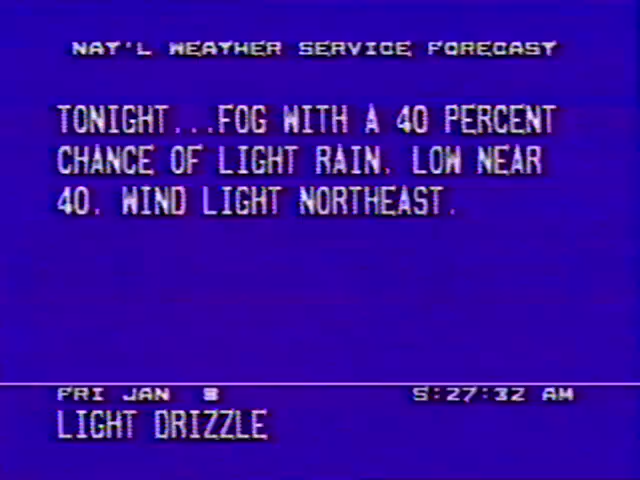 NAT'L WEATHER SERVICE FORECAST
TONIGHT...FOG WITH A 40 PERCENT
CHANCE OF LIGHT RAIN. LOW NEAR
40. WIND LIGHT NORTHEAST.
FRI JAN 8 5:27:32 AM
LIGHT DRIZZLE